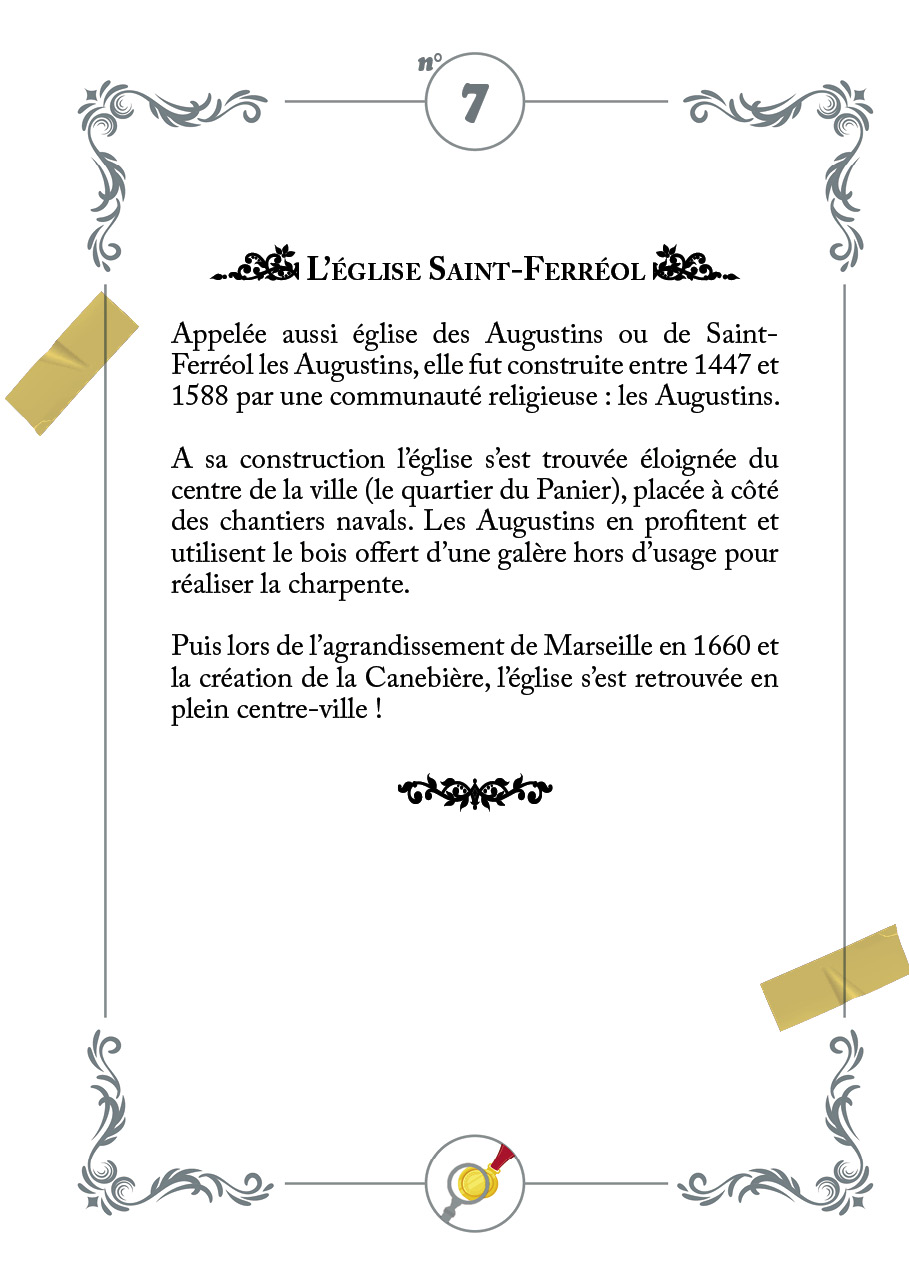 n°
7
L'ÉGLISE SAINT-FERRÉOL
Appelée aussi église des Augustins ou de Saint-
Ferréol les Augustins, elle fut construite entre 1447 et
1588 par une communauté religieuse : les Augustins.
A sa construction l'église s'est trouvée éloignée du
centre de la ville (le quartier du Panier), placée à côté
des chantiers navals. Les Augustins en profitent et
utilisent le bois offert d'une galère hors d'usage pour
réaliser la charpente.
Puis lors de l'agrandissement de Marseille en 1660 et
la création de la Canebière, l'église s'est retrouvée en
plein centre-ville !